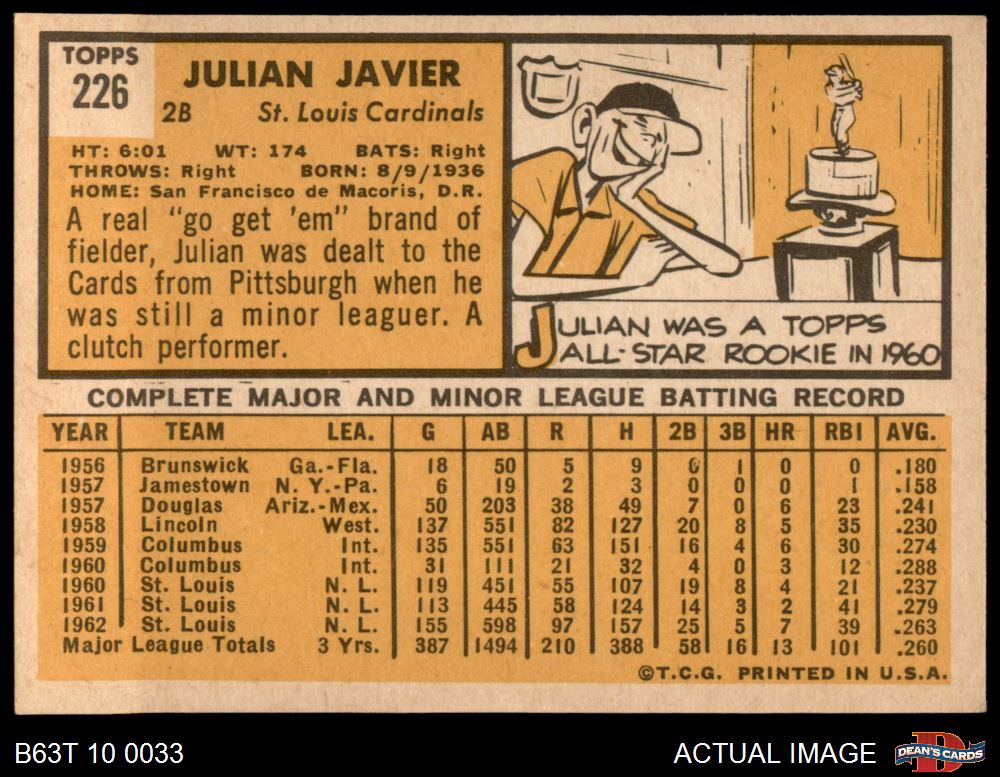 TOPPS
226
JULIAN JAVIER
2B St. Louis Cardinals
HT: 6:01 WT: 174 BATS: Right
THROWS: Right BORN: 8/9/1936
HOME: San Francisco de Macoris, D.R.
A real "go get 'em" brand of
fielder, Julian was dealt to the
Cards from Pittsburgh when he
was still a minor leaguer. A
clutch performer.
JULIAN WAS A TOPPS
ALL-STAR ROOKIE IN 1960
COMPLETE MAJOR AND MINOR LEAGUE BATTING RECORD
YEAR TEAM LEA. G AB R H 2B 3B HR RBI AVG.
1956 Brunswick Ga.-Fla. 18 50 5 9 0 1 0 0 .180
1957 Jamestown N. Y.-Pa. 6 19 2 3 0 0 0 1 .158
1957 Douglas Ariz.-Mex. 50 203 38 49 7 0 6 23 .241
1958 Lincoln West. 137 551 82 127 20 8 5 35 .230
1959 Columbus Int. 135 551 63 151 16 4 6 30 .274
1960 Columbus Int. 31 111 21 32 4 0 3 12 .288
1960 St. Louis N. L. 119 451 55 107 19 8 4 21 .237
1961 St. Louis N. L. 113 445 58 124 14 3 2 41 .279
1962 St. Louis N. L. 155 598 97 157 25 5 7 39 .263
Major League Totals 3 Yrs. 387 1494 210 388 58 16 13 101 .260
©T.C.G. PRINTED IN U.S.A.
B63T 10 0033
ACTUAL IMAGE
DEAN'S CARDS